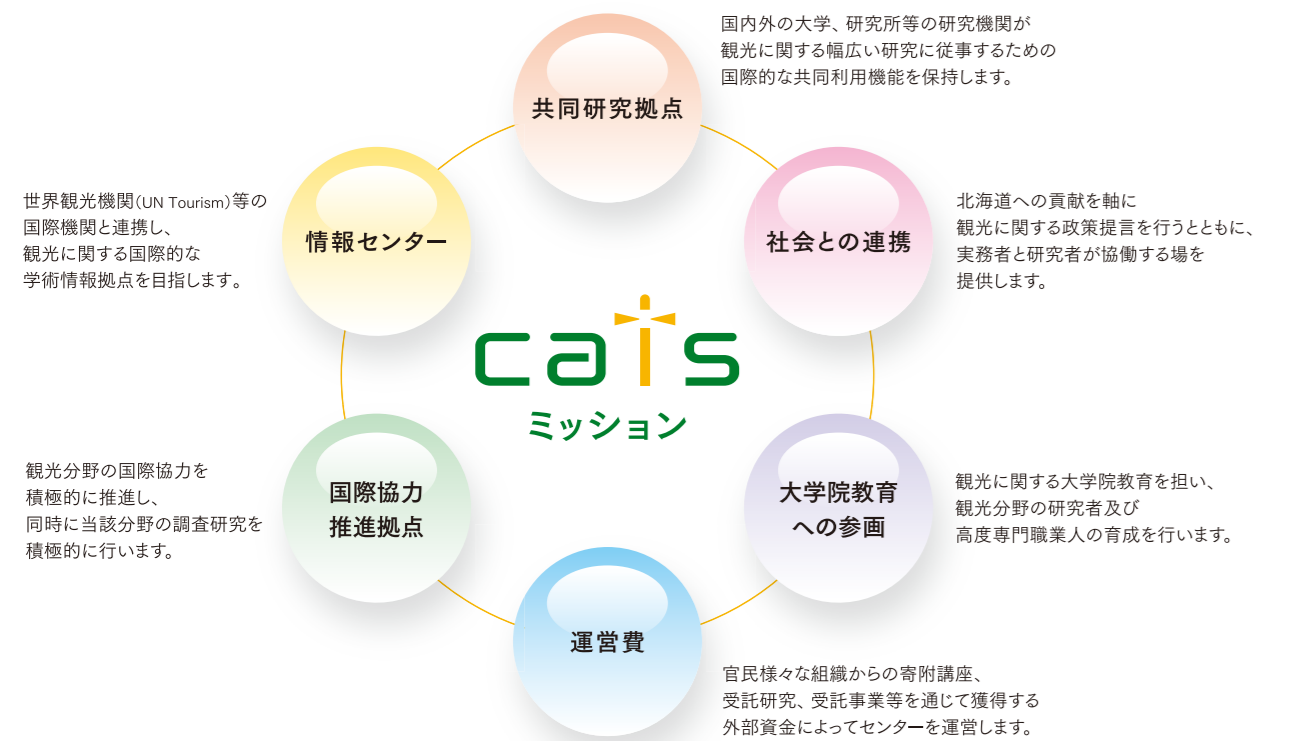 共同研究拠点
国内外の大学、研究所等の研究機関が
観光に関する幅広い研究に従事するための
国際的な共同利用機能を保持します。
社会との連携
北海道への貢献を軸に
観光に関する政策提言を行うとともに、
実務者と研究者が協働する場を
提供します。
大学院教育
への参画
観光に関する大学院教育を担い、
観光分野の研究者及び
高度専門職業人の育成を行います。
運営費
官民様々な組織からの寄附講座、
受託研究、受託事業等を通じて獲得する
外部資金によってセンターを運営します。
国際協力
推進拠点
観光分野の国際協力を
積極的に推進し、
同時に当該分野の調査研究を
積極的に行います。
情報センター
世界観光機関(UN Tourism)等の
国際機関と連携し、
観光に関する国際的な
学術情報拠点を目指します。
cats
ミッション